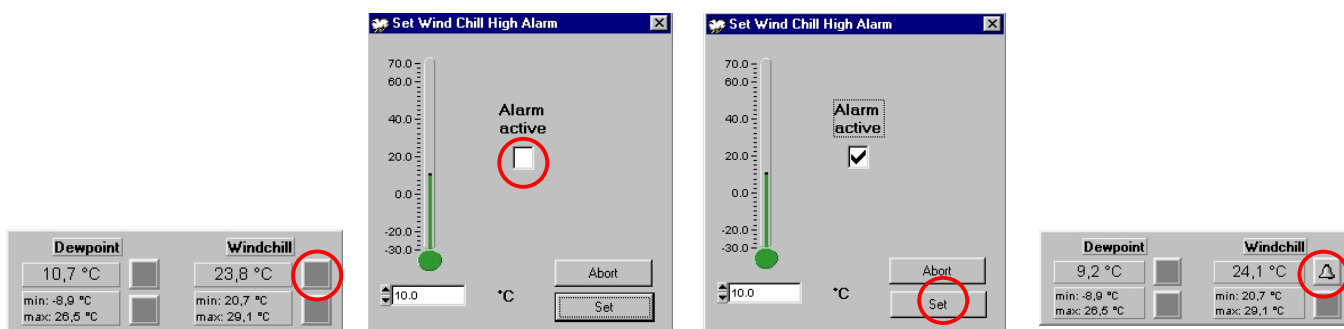 Dewpoint Windchill
10,7 °C 23,8 °C
min: -8,9 °C min: 20,7 °C
max: 26,5 °C max: 29,1 °C
Set Wind Chill High Alarm
70.0
60.0
Alarm
40.0
active
20.0
0.0
-20.0
-30.0
Abort
10.0 °C
Set
Set Wind Chill High Alarm
70.0
60.0
Alarm
40.0
active
20.0
0.0
-20.0
-30.0
Abort
10.0 °C
Set
Dewpoint Windchill
9,2 °C 24,1 °C
min: -8,9 °C min: 20,7 °C
max: 26,5 °C max: 29,1 °C